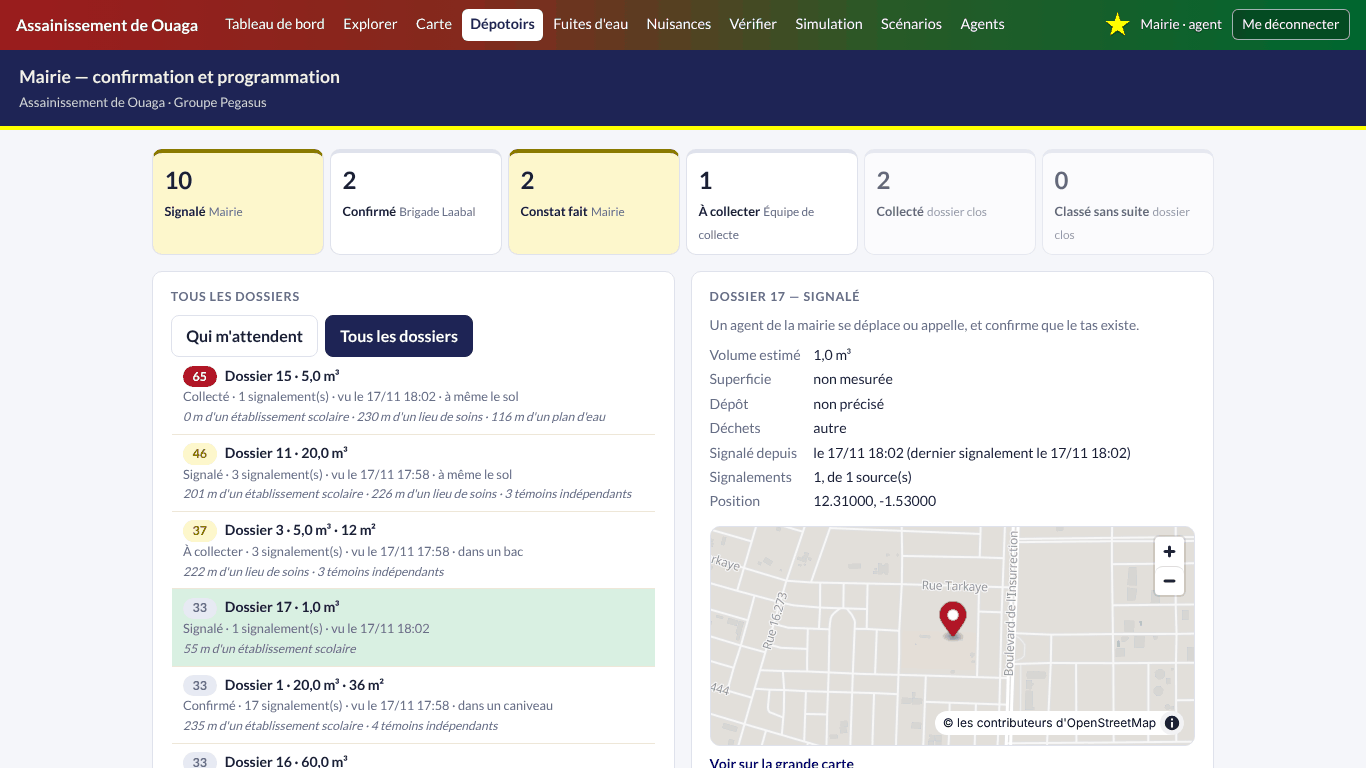 Assainissement de Ouaga
Tableau de bord
Explorer
Carte
Dépotoirs
Fuites d'eau
Nuisances
Vérifier
Simulation
Scénarios
Agents
Mairie · agent
Me déconnecter
Mairie — confirmation et programmation
Assainissement de Ouaga · Groupe Pegasus
10
Signalé Mairie
2
Confirmé Brigade Laabal
2
Constat fait Mairie
1
À collecter Équipe de
collecte
2
Collecté dossier clos
0
Classé sans suite dossier
clos
TOUS LES DOSSIERS
Qui m'attendent
Tous les dossiers
65 Dossier 15 · 5,0 m³
Collecté · 1 signalement(s) · vu le 17/11 18:02 · à même le sol
0 m d'un établissement scolaire · 230 m d'un lieu de soins · 116 m d'un plan d'eau
46 Dossier 11 · 20,0 m³
Signalé · 3 signalement(s) · vu le 17/11 17:58 · à même le sol
201 m d'un établissement scolaire · 226 m d'un lieu de soins · 3 témoins indépendants
37 Dossier 3 · 5,0 m³ · 12 m²
À collecter · 3 signalement(s) · vu le 17/11 17:58 · dans un bac
222 m d'un lieu de soins · 3 témoins indépendants
33 Dossier 17 · 1,0 m³
Signalé · 1 signalement(s) · vu le 17/11 18:02
55 m d'un établissement scolaire
33 Dossier 1 · 20,0 m³ · 36 m²
Confirmé · 17 signalement(s) · vu le 17/11 17:58 · dans un caniveau
235 m d'un établissement scolaire · 4 témoins indépendants
33 Dossier 16 · 60,0 m³
DOSSIER 17 — SIGNALÉ
Un agent de la mairie se déplace ou appelle, et confirme que le tas existe.
Volume estimé 1,0 m³
Superficie non mesurée
Dépôt non précisé
Déchets autre
Signalé depuis le 17/11 18:02 (dernier signalement le 17/11 18:02)
Signalements 1, de 1 source(s)
Position 12.31000, -1.53000
rkaye
Rue Tarkaye
Rue 16.273
Boulevard de l'Insurrection
444
+
−
© les contributeurs d'OpenStreetMap
Voir sur la grande carte